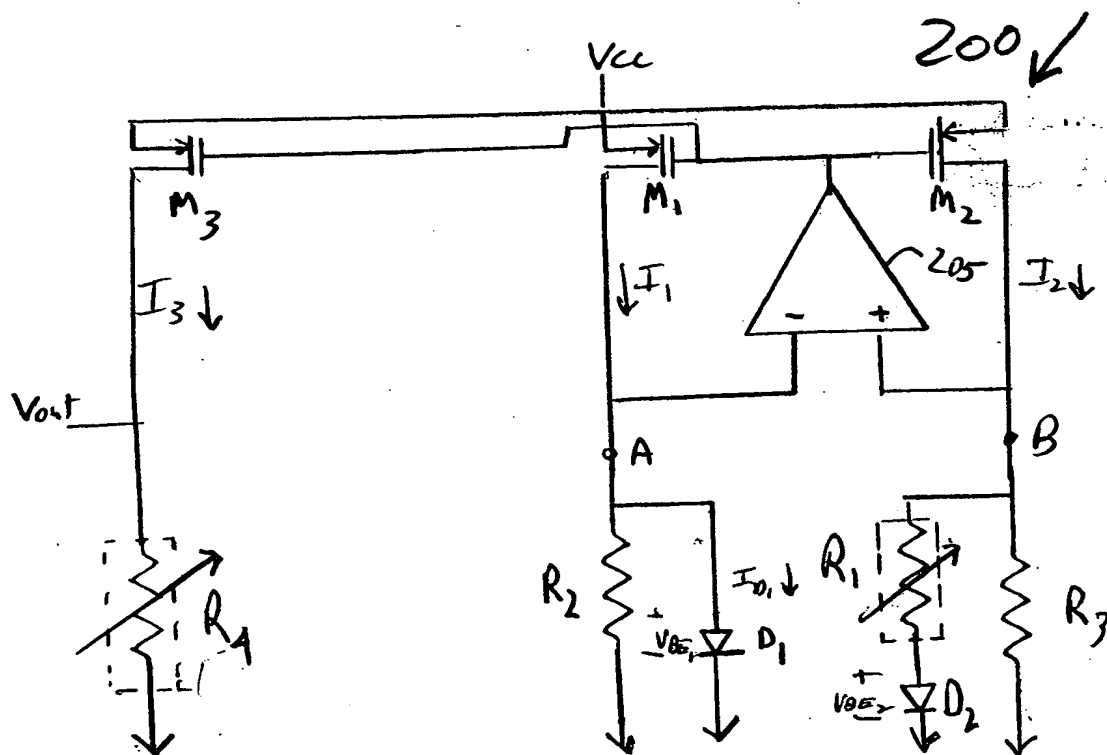 200
Vcc
M3
M1
M2
205
I3
I1
I2
- +
Vout
A
B
R4
R2
ID1
+
VBE1
-
D1
R1
R3
+
VBE2
-
D2